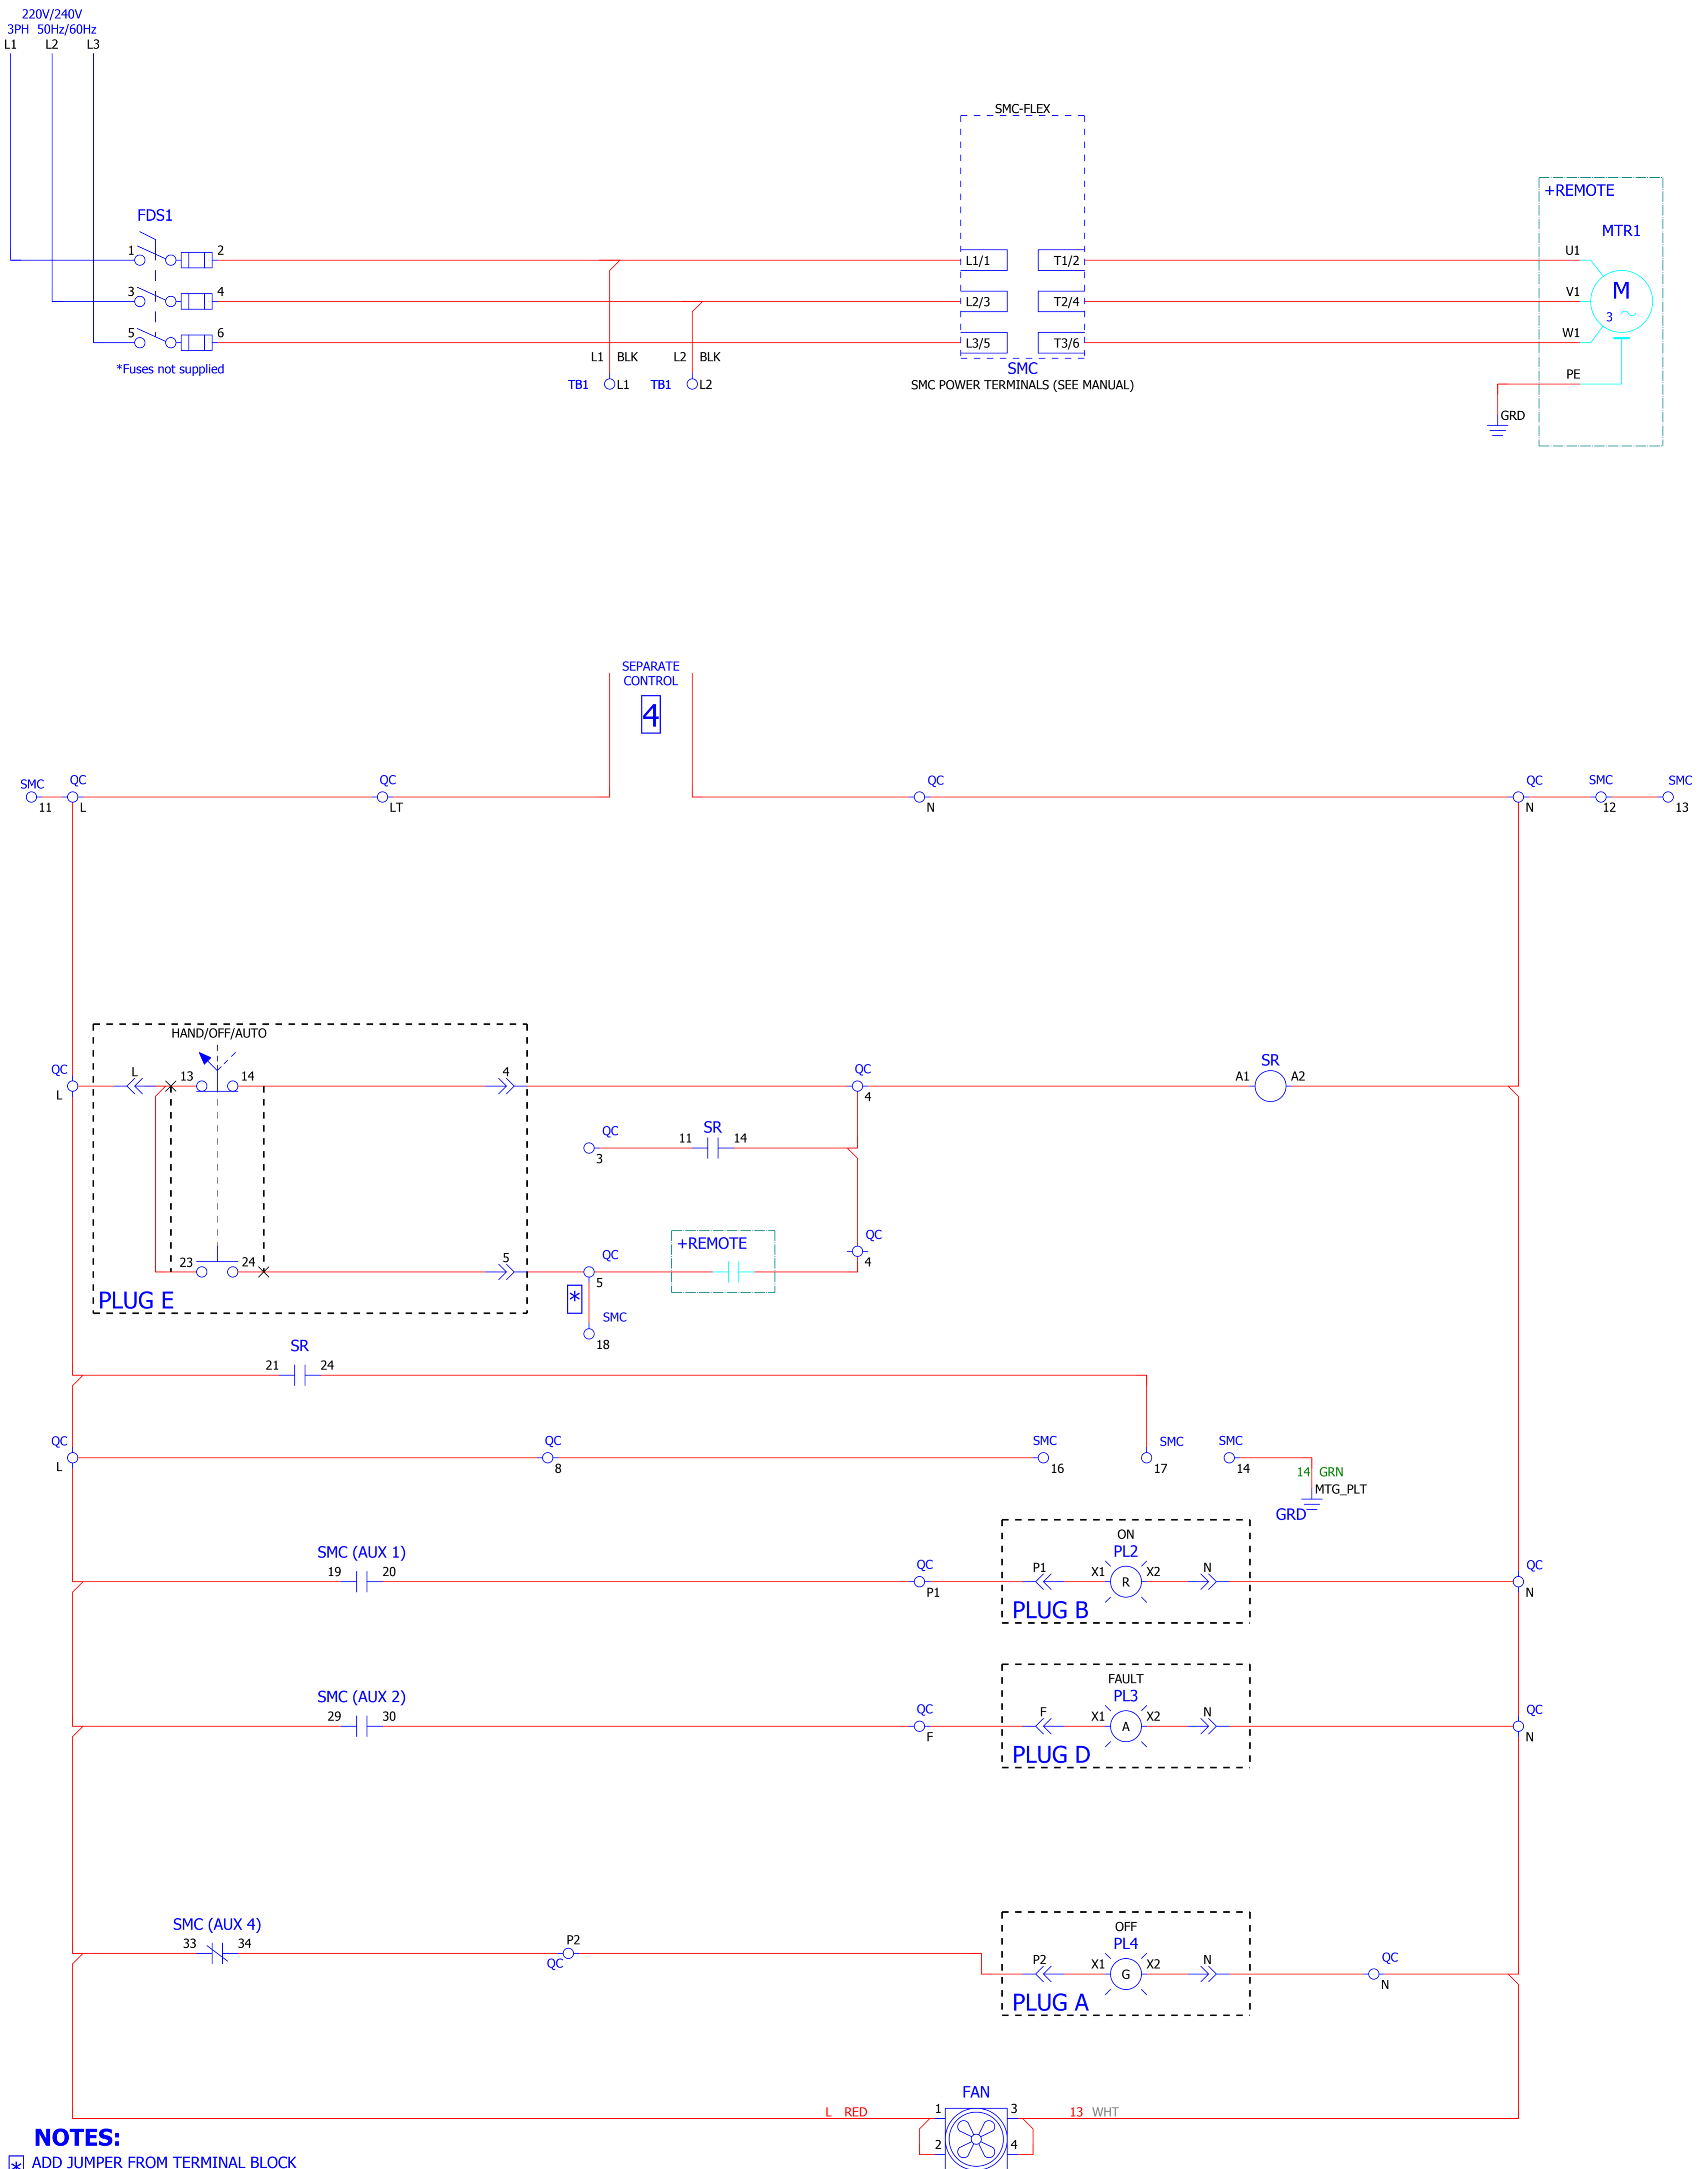 220V/240V
3PH 50Hz/60Hz
L1 L2 L3
SMC-FLEX
+REMOTE
FDS1
MTR1
1 2 L1/1 T1/2 U1
3 4 L2/3 T2/4 V1 M
3
5 6 L3/5 T3/6 W1
*Fuses not supplied
L1 BLK L2 BLK
TB1 L1 TB1 L2
SMC
SMC POWER TERMINALS (SEE MANUAL)
PE
GRD
SEPARATE
CONTROL
4
SMC QC QC QC QC SMC SMC
11 L LT N N 12 13
HAND/OFF/AUTO
QC L 13 14 4 QC SR
A1 A2
L 4
QC 11 SR 14
3
+REMOTE QC
4
23 24 5 QC
5
PLUG E
*
SMC
18
SR
21 24
QC QC SMC SMC SMC
L 8 16 17 14
14 GRN
MTG_PLT
GRD
ON
SMC (AUX 1) PL2
19 20 QC P1 X1 R X2 N QC
P1 N
PLUG B
FAULT
SMC (AUX 2) PL3
29 30 QC F X1 A X2 N QC
F N
PLUG D
OFF
SMC (AUX 4) PL4
33 34 P2
QC
P2 X1 G X2 N QC
N
PLUG A
FAN
L RED 1 3 13 WHT
2 4
NOTES:
* ADD JUMPER FROM TERMINAL BLOCK